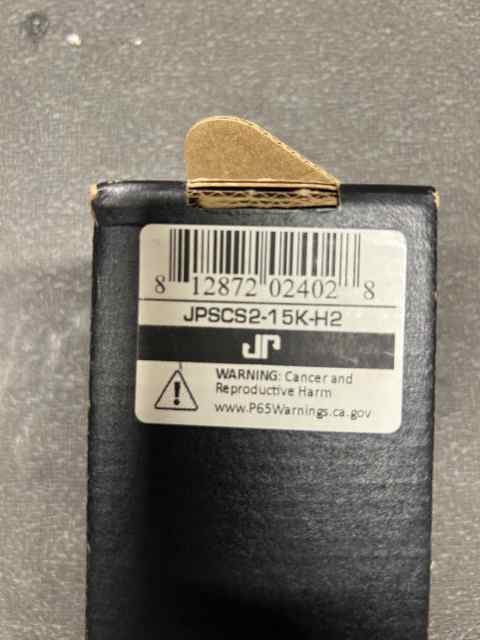 8 12872 02402 8
JPSCS2-15K-H2
JP
WARNING: Cancer and
Reproductive Harm
www.P65Warnings.ca.gov